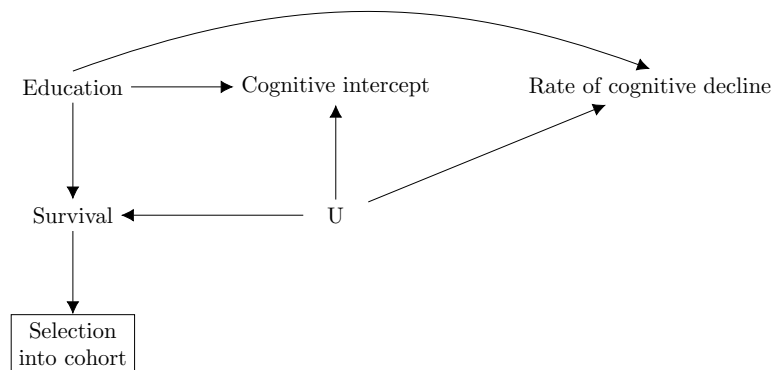 Education
Cognitive intercept
Rate of cognitive decline
Survival
U
Selection
into cohort